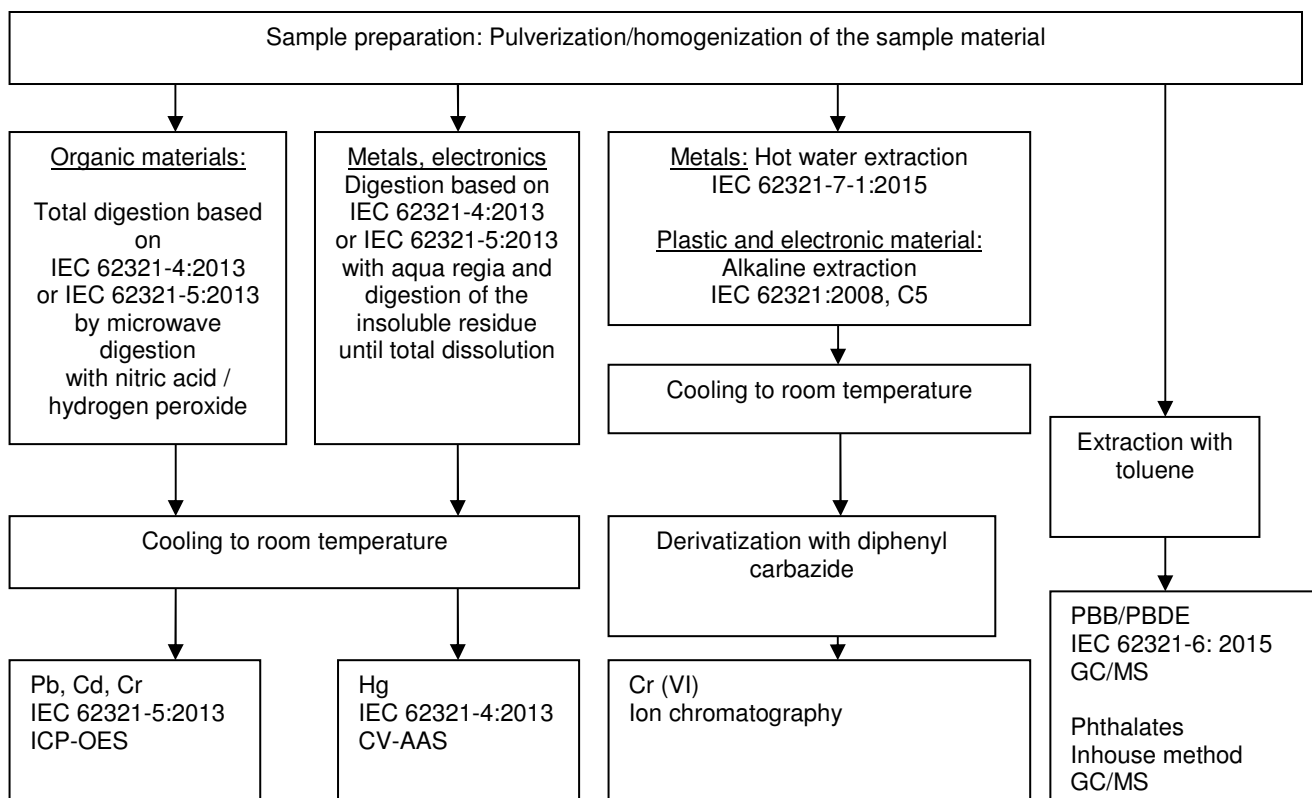 Sample preparation: Pulverization/homogenization of the sample material
Organic materials:
Total digestion based
on
IEC 62321-4:2013
or IEC 62321-5:2013
by microwave
digestion
with nitric acid /
hydrogen peroxide
Metals, electronics
Digestion based on
IEC 62321-4:2013
or IEC 62321-5:2013
with aqua regia and
digestion of the
insoluble residue
until total dissolution
Metals: Hot water extraction
IEC 62321-7-1:2015
Plastic and electronic material:
Alkaline extraction
IEC 62321:2008, C5
Cooling to room temperature
Extraction with
toluene
Cooling to room temperature
Derivatization with diphenyl
carbazide
Pb, Cd, Cr
IEC 62321-5:2013
ICP-OES
Hg
IEC 62321-4:2013
CV-AAS
Cr (VI)
Ion chromatography
PBB/PBDE
IEC 62321-6: 2015
GC/MS
Phthalates
Inhouse method
GC/MS